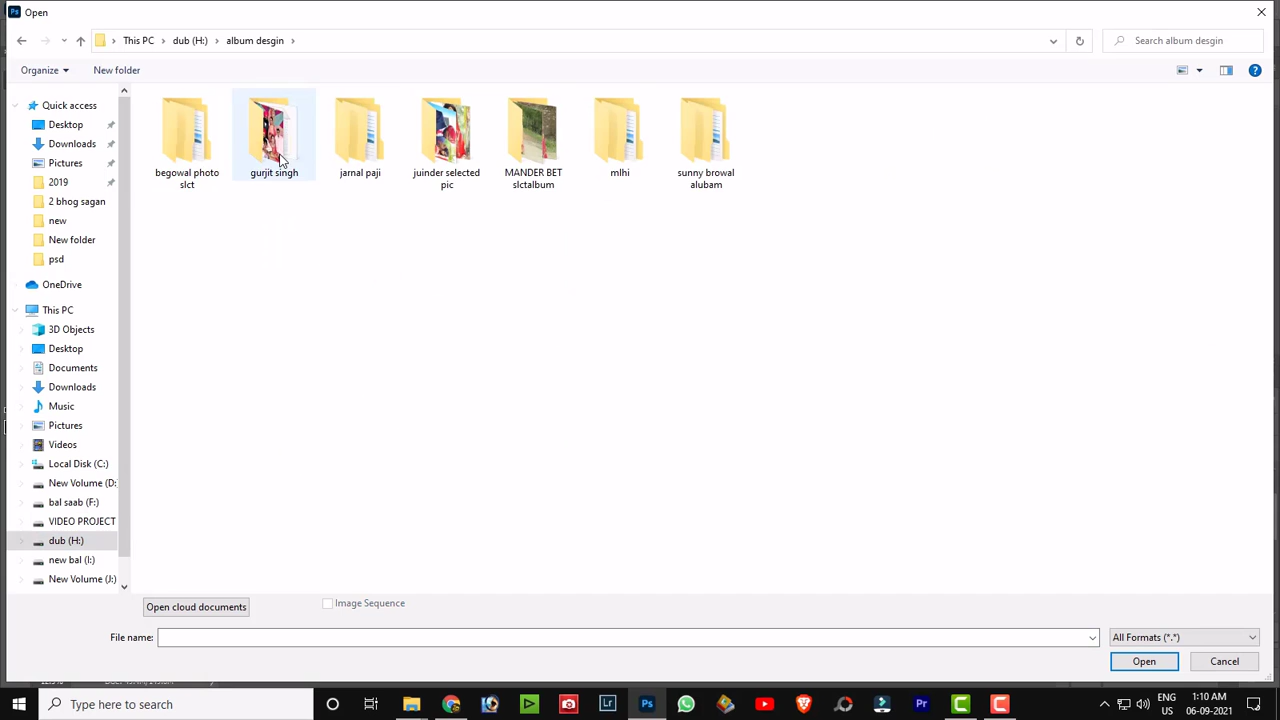 Ps Open
This PC dub (H:) album desgin
Search album desgin
Organize New folder
Quick access
Desktop
Downloads
Pictures
2019
2 bhog sagan
new
New folder
psd
OneDrive
This PC
3D Objects
Desktop
Documents
Downloads
Music
Pictures
Videos
Local Disk (C:)
New Volume (D:
bal saab (F:)
VIDEO PROJECT
dub (H:)
new bal (I:)
New Volume (J:)
begowal photo
slct
gurjit singh
jarnal paji
juinder selected
pic
MANDER BET
slctalbum
mlhi
sunny browal
alubam
Open cloud documents
Image Sequence
File name:
All Formats (*.*)
Open
Cancel
Type here to search
Lr
Ps
Pr
ENG
US
1:10 AM
06-09-2021